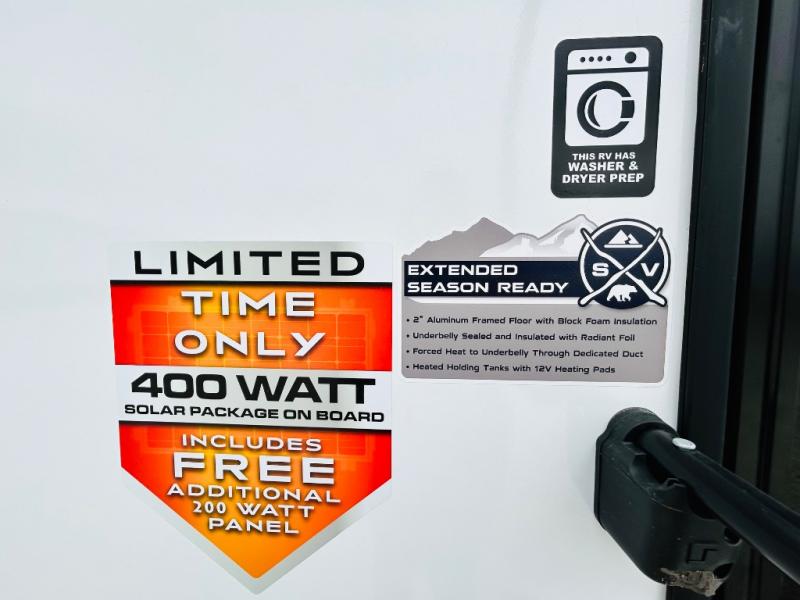 THIS RV HAS
WASHER &
DRYER PREP
EXTENDED
SEASON READY
S V
• 2" Aluminum Framed Floor with Block Foam Insulation
• Underbelly Sealed and Insulated with Radiant Foil
• Forced Heat to Underbelly Through Dedicated Duct
• Heated Holding Tanks with 12V Heating Pads
LIMITED
TIME
ONLY
400 WATT
SOLAR PACKAGE ON BOARD
INCLUDES
FREE
ADDITIONAL
200 WATT
PANEL